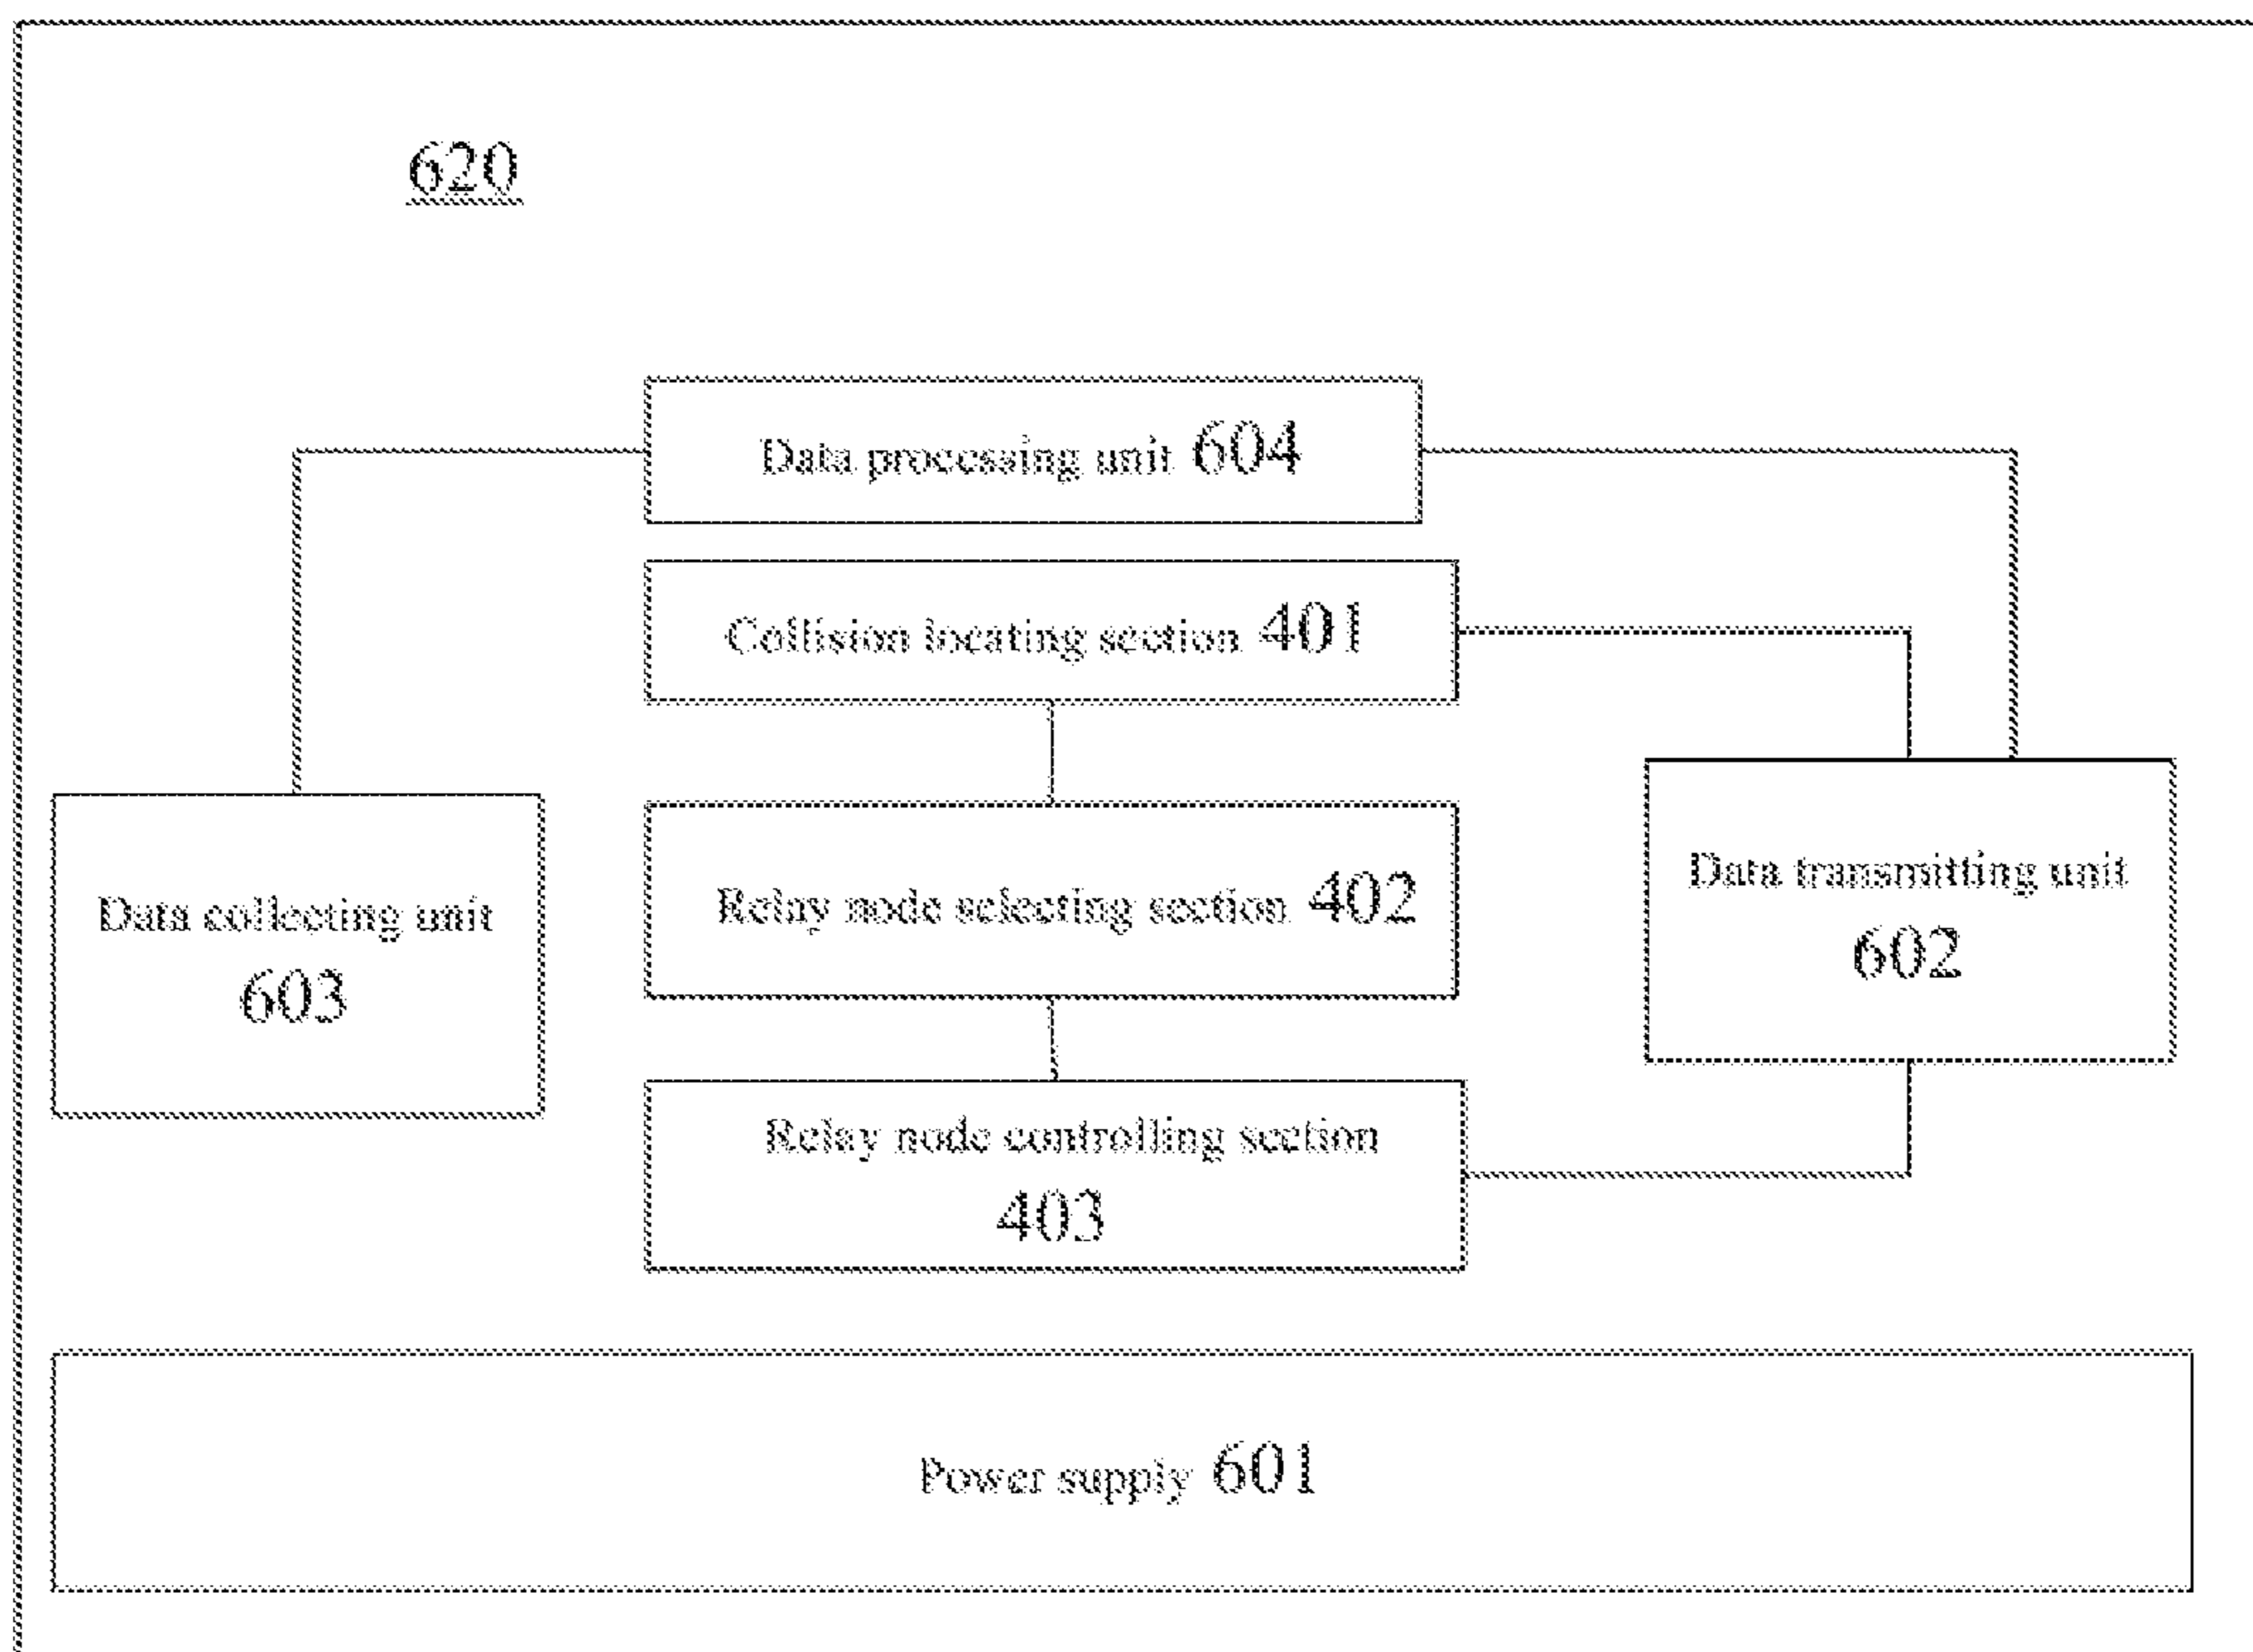 620
Data processing unit 604
Collision locating section 401
Data collecting unit
603
Relay node selecting section 402
Data transmitting unit
602
Relay node controlling section
403
Power supply 601